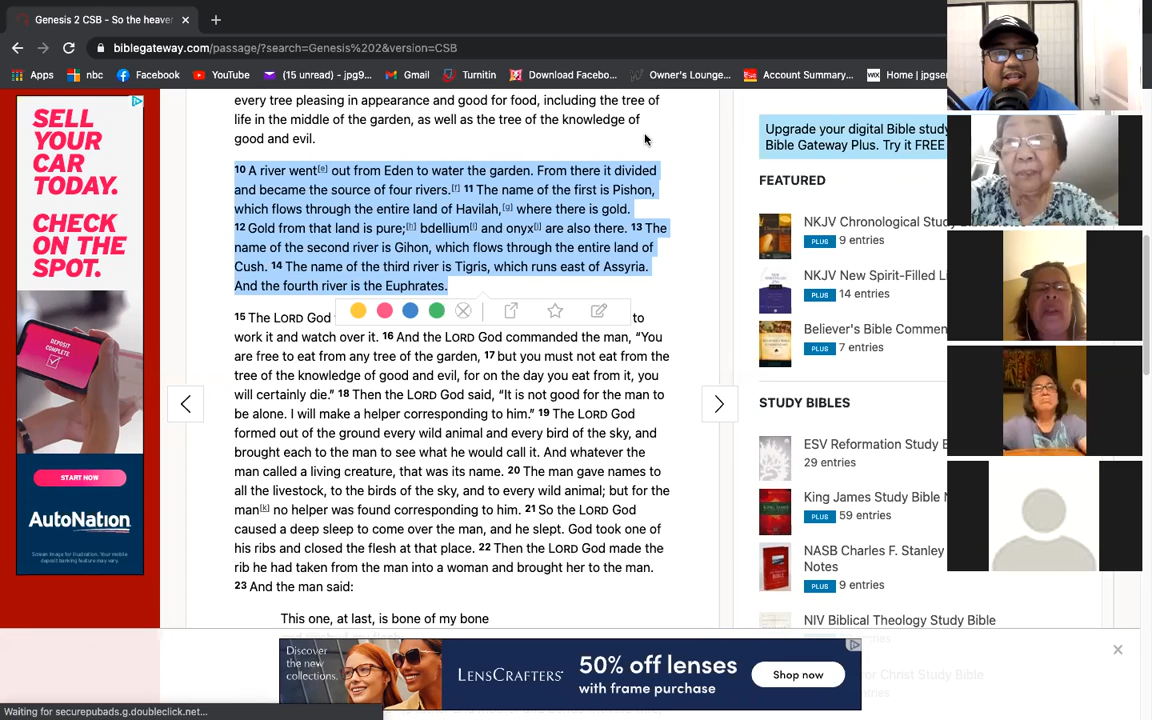 Genesis 2 CSB - So the heaven
biblegateway.com/passage/?search=Genesis%202&version=CSB
Apps
nbc
Facebook
YouTube
(15 unread) - jpg9...
Gmail
Turnitin
Download Facebo...
Owner's Lounge...
Account Summary...
Home | jpgser
SELL
YOUR
CAR
TODAY.
CHECK
ON THE
SPOT.
DEPOSIT
COMPLETE
START NOW
AutoNation
Screen image for illustration. Your mobile
deposit banking feature may vary.
every tree pleasing in appearance and good for food, including the tree of
life in the middle of the garden, as well as the tree of the knowledge of
good and evil.
10 A river went[e] out from Eden to water the garden. From there it divided
and became the source of four rivers.[f] 11 The name of the first is Pishon,
which flows through the entire land of Havilah,[g] where there is gold.
12 Gold from that land is pure;[h] bdellium[i] and onyx[j] are also there. 13 The
name of the second river is Gihon, which flows through the entire land of
Cush. 14 The name of the third river is Tigris, which runs east of Assyria.
And the fourth river is the Euphrates.
15 The LORD God to
work it and watch over it. 16 And the LORD God commanded the man, “You
are free to eat from any tree of the garden, 17 but you must not eat from the
tree of the knowledge of good and evil, for on the day you eat from it, you
will certainly die.” 18 Then the LORD God said, “It is not good for the man to
be alone. I will make a helper corresponding to him.” 19 The LORD God
formed out of the ground every wild animal and every bird of the sky, and
brought each to the man to see what he would call it. And whatever the
man called a living creature, that was its name. 20 The man gave names to
all the livestock, to the birds of the sky, and to every wild animal; but for the
man[k] no helper was found corresponding to him. 21 So the LORD God
caused a deep sleep to come over the man, and he slept. God took one of
his ribs and closed the flesh at that place. 22 Then the LORD God made the
rib he had taken from the man into a woman and brought her to the man.
23 And the man said:
This one, at last, is bone of my bone
Upgrade your digital Bible study
Bible Gateway Plus. Try it FREE
FEATURED
NKJV Chronological Stu
PLUS 9 entries
NKJV New Spirit-Filled Li
PLUS 14 entries
Believer's Bible Commen
PLUS 7 entries
STUDY BIBLES
ESV Reformation Study B
29 entries
King James Study Bible N
PLUS 59 entries
NASB Charles F. Stanley
Notes
PLUS 9 entries
NIV Biblical Theology Study Bible
or Christ Study Bible
entries
Discover
the new
collections.
LENSCRAFTERS
50% off lenses
with frame purchase
Shop now
Waiting for securepubads.g.doubleclick.net...